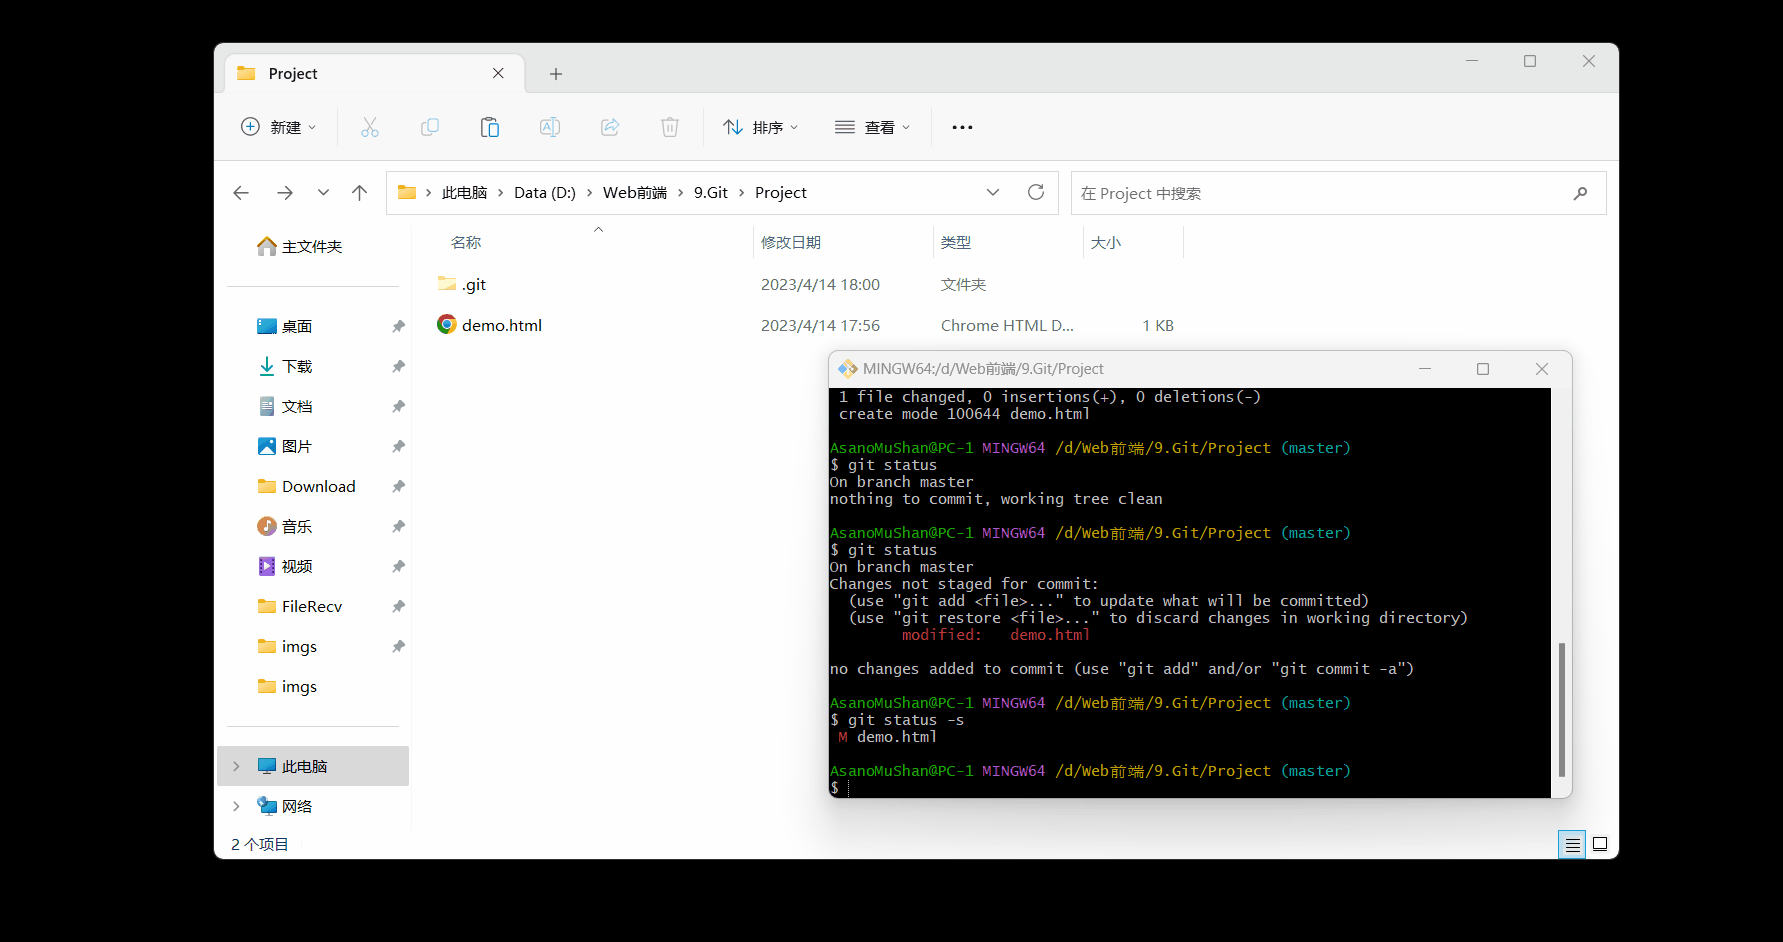 Project
新建
排序
查看
此电脑 > Data (D:) > Web前端 > 9.Git > Project
在 Project 中搜索
主文件夹
桌面
下载
文档
图片
Download
音乐
视频
FileRecv
imgs
imgs
此电脑
网络
名称 修改日期 类型 大小
.git 2023/4/14 18:00 文件夹
demo.html 2023/4/14 17:56 Chrome HTML D... 1 KB
MINGW64:/d/Web前端/9.Git/Project
1 file changed, 0 insertions(+), 0 deletions(-)
create mode 100644 demo.html
AsanoMuShan@PC-1 MINGW64 /d/Web前端/9.Git/Project (master)
$ git status
On branch master
nothing to commit, working tree clean
AsanoMuShan@PC-1 MINGW64 /d/Web前端/9.Git/Project (master)
$ git status
On branch master
Changes not staged for commit:
(use "git add <file>..." to update what will be committed)
(use "git restore <file>..." to discard changes in working directory)
modified: demo.html
no changes added to commit (use "git add" and/or "git commit -a")
AsanoMuShan@PC-1 MINGW64 /d/Web前端/9.Git/Project (master)
$ git status -s
M demo.html
AsanoMuShan@PC-1 MINGW64 /d/Web前端/9.Git/Project (master)
$
2 个项目